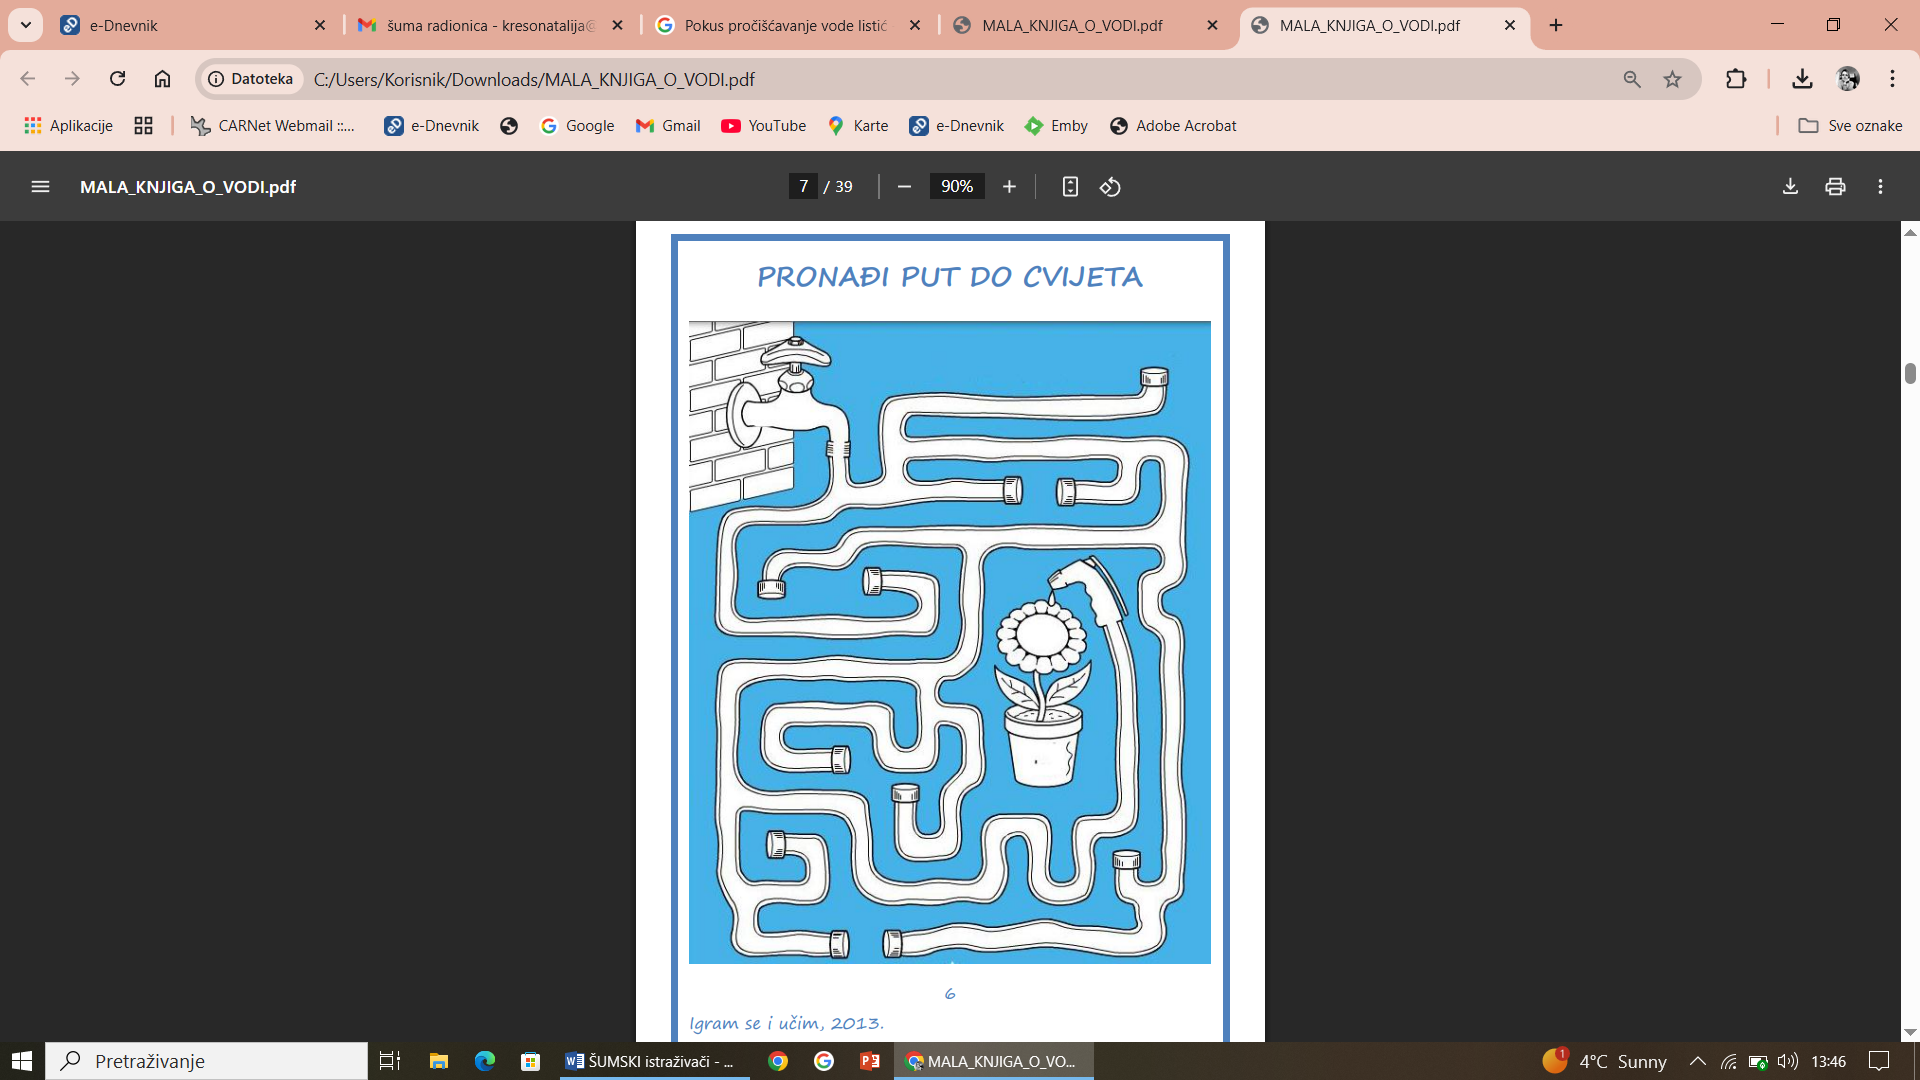 e-Dnevnik
šuma radionica - kresonatalija@
Pokus pročišćavanje vode listić
MALA_KNJIGA_O_VODI.pdf
MALA_KNJIGA_O_VODI.pdf
Datoteka
C:/Users/Korisnik/Downloads/MALA_KNJIGA_O_VODI.pdf
Aplikacije
CARNet Webmail ::...
e-Dnevnik
Google
Gmail
YouTube
Karte
e-Dnevnik
Emby
Adobe Acrobat
Sve oznake
MALA_KNJIGA_O_VODI.pdf
7 / 39
90%
PRONAĐI PUT DO CVIJETA
6
Igram se i učim, 2013.
Pretraživanje
ŠUMSKI istraživači - ...
MALA_KNJIGA_O_VO...
1
4°C Sunny
13:46